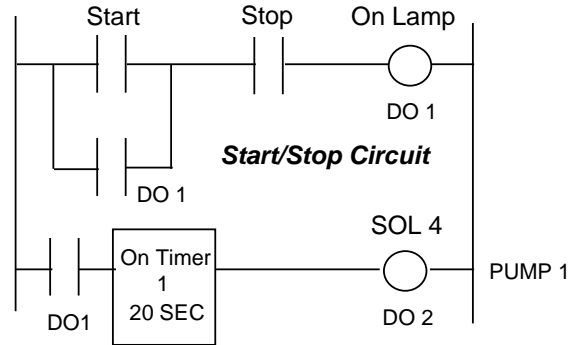 Start Stop On Lamp
DO 1
Start/Stop Circuit
DO 1
SOL 4
On Timer
1
20 SEC
PUMP 1
DO1
DO 2